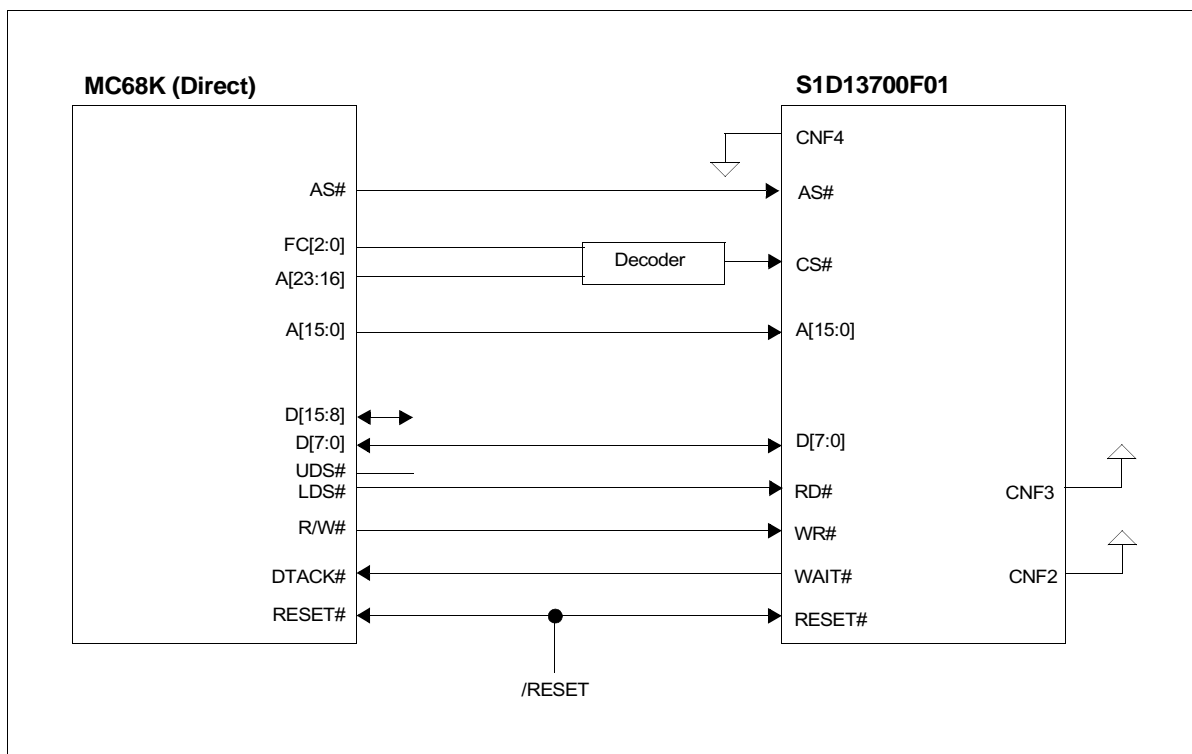 MC68K (Direct)
S1D13700F01
CNF4
AS#
AS#
FC[2:0]
Decoder
CS#
A[23:16]
A[15:0]
A[15:0]
D[15:8]
D[7:0]
D[7:0]
UDS#
LDS#
RD#
CNF3
R/W#
WR#
DTACK#
WAIT#
CNF2
RESET#
RESET#
/RESET